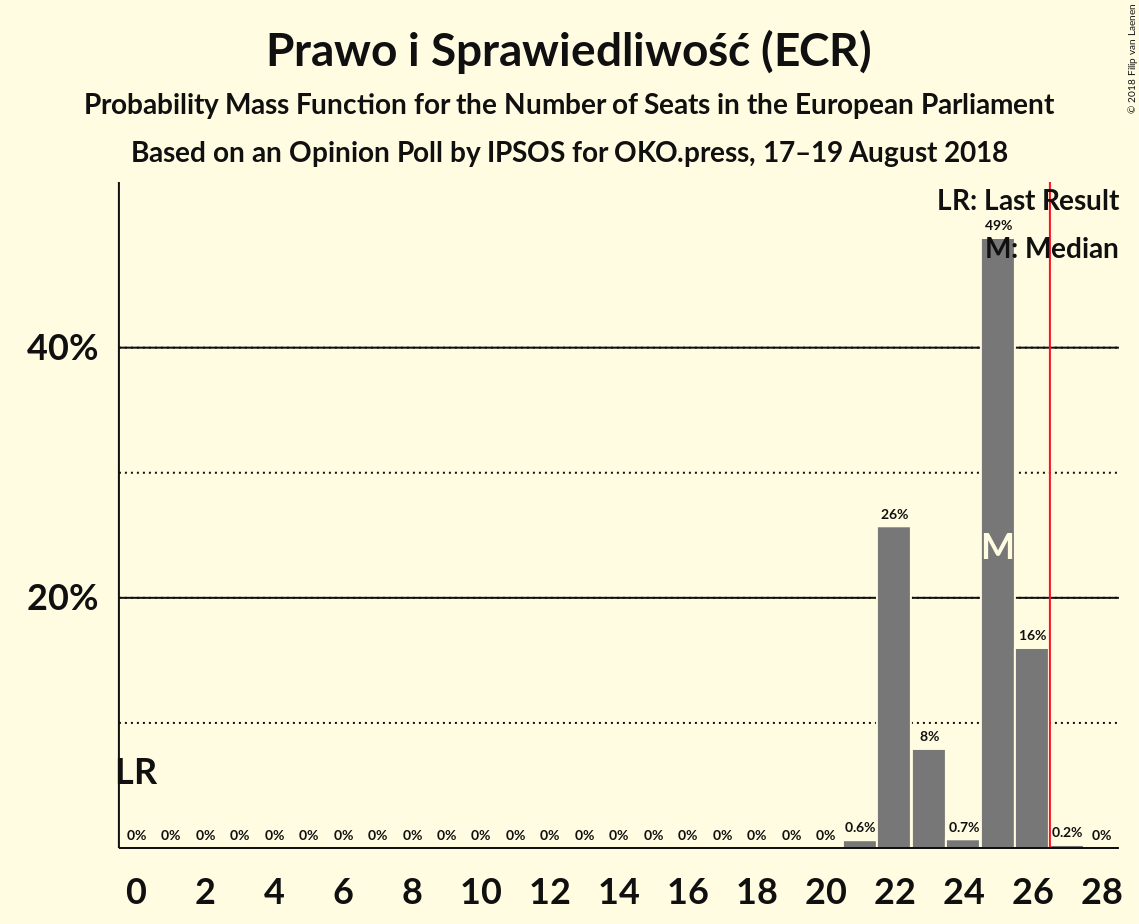 Prawo i Sprawiedliwość (ECR)
Probability Mass Function for the Number of Seats in the European Parliament
Based on an Opinion Poll by IPSOS for OKO.press, 17–19 August 2018
© 2018 Filip van Laenen
LR: Last Result
M: Median
49%
40%
26%
M
20%
16%
8%
LR
0% 0% 0% 0% 0% 0% 0% 0% 0% 0% 0% 0% 0% 0% 0% 0% 0% 0% 0% 0% 0% 0.6% 0.7% 0.2% 0%
0 2 4 6 8 10 12 14 16 18 20 22 24 26 28